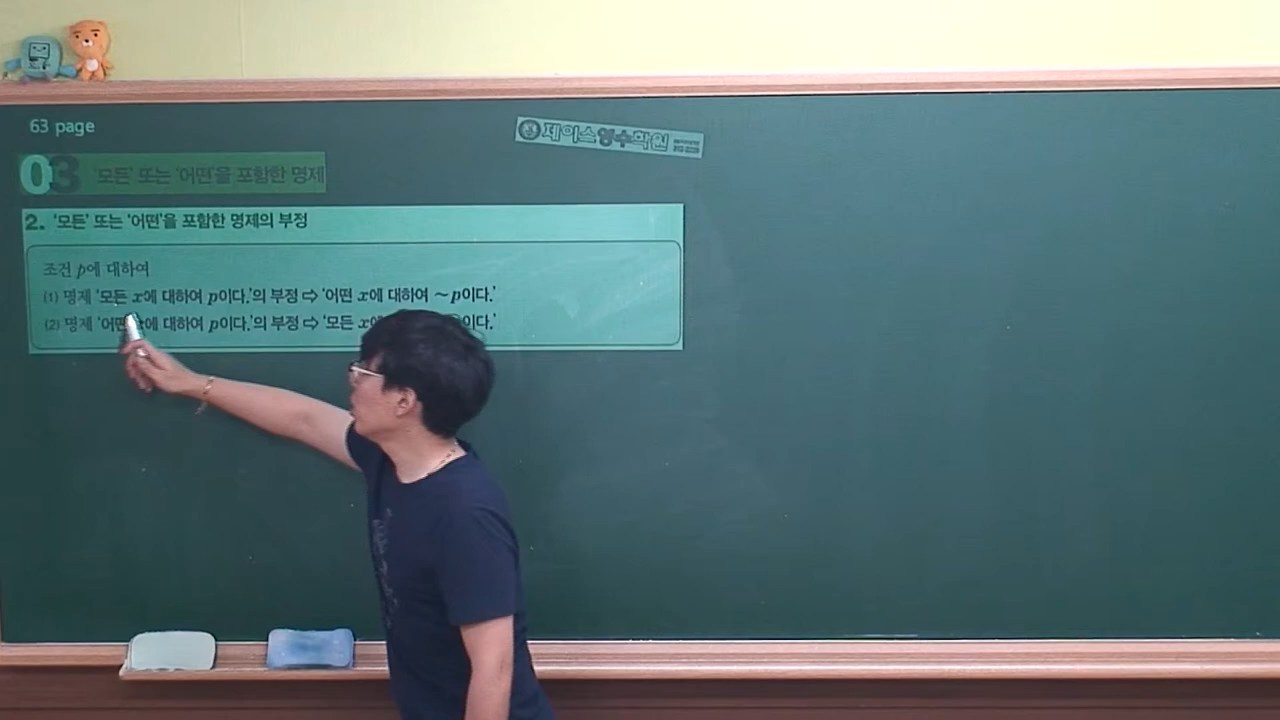 63 page
제이스영수학원
03 '모든' 또는 '어떤'을 포함한 명제
2. '모든' 또는 '어떤'을 포함한 명제의 부정
조건 p에 대하여
(1) 명제 '모든 x에 대하여 p이다.'의 부정 ⇨ '어떤 x에 대하여 ~p이다.'
(2) 명제 '어떤 에 대하여 p이다.'의 부정 ⇨ '모든 x에 이다.'